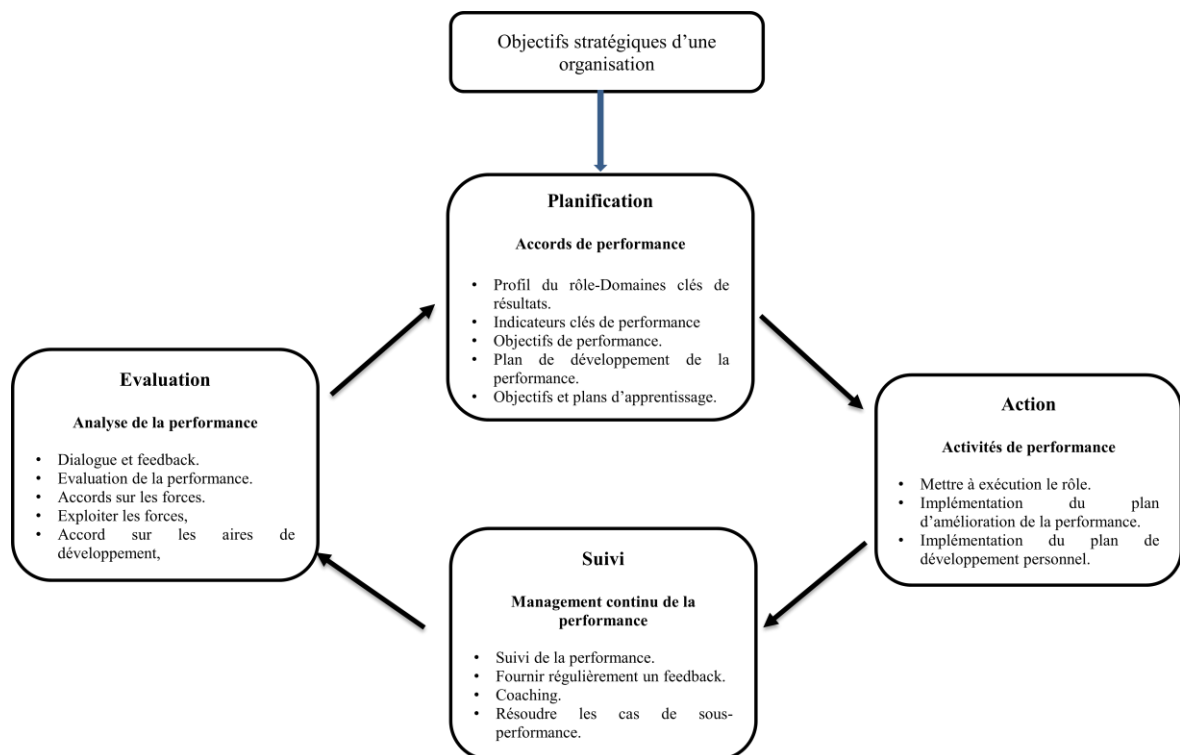 Objectifs stratégiques d’une
organisation
Planification
Accords de performance
• Profil du rôle-Domaines clés de
résultats.
• Indicateurs clés de performance
• Objectifs de performance.
• Plan de développement de la
performance.
• Objectifs et plans d’apprentissage.
Evaluation
Analyse de la performance
• Dialogue et feedback.
• Evaluation de la performance.
• Accords sur les forces.
• Exploiter les forces,
• Accord sur les aires de
développement,
Action
Activités de performance
• Mettre à exécution le rôle.
• Implémentation du plan
d’amélioration de la performance.
• Implémentation du plan de
développement personnel.
Suivi
Management continu de la
performance
• Suivi de la performance.
• Fournir régulièrement un feedback.
• Coaching.
• Résoudre les cas de sous-
performance.